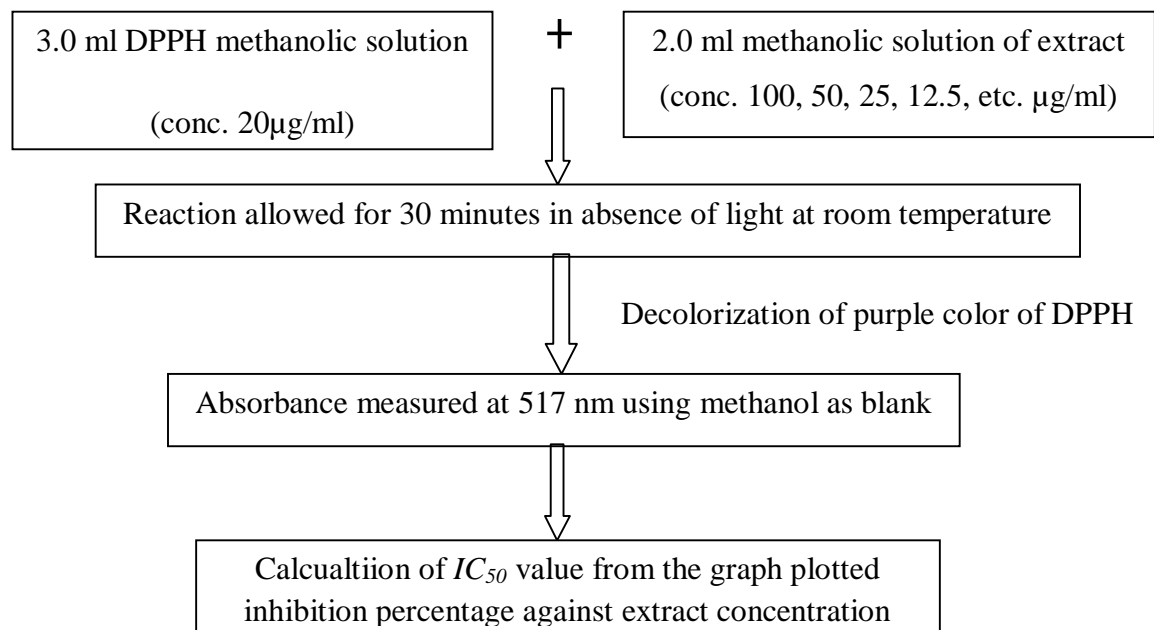 3.0 ml DPPH methanolic solution
(conc. 20µg/ml)
+
2.0 ml methanolic solution of extract
(conc. 100, 50, 25, 12.5, etc. µg/ml)
Reaction allowed for 30 minutes in absence of light at room temperature
Decolorization of purple color of DPPH
Absorbance measured at 517 nm using methanol as blank
Calcualtiion of IC50 value from the graph plotted
inhibition percentage against extract concentration